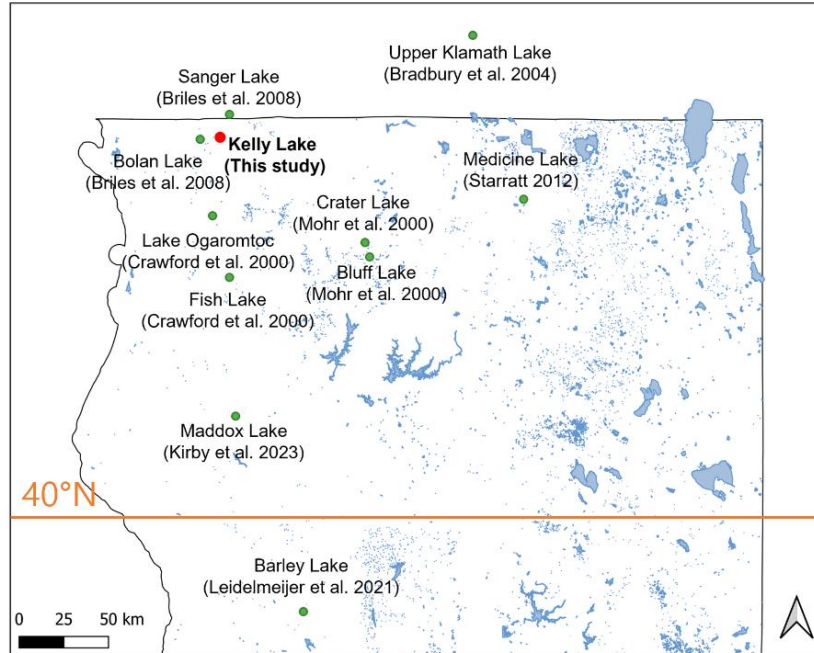 Upper Klamath Lake
(Bradbury et al. 2004)
Sanger Lake
(Briles et al. 2008)
Kelly Lake
(This study)
Bolan Lake
(Briles et al. 2008)
Medicine Lake
(Starratt 2012)
Crater Lake
(Mohr et al. 2000)
Lake Ogaromtoc
(Crawford et al. 2000)
Bluff Lake
(Mohr et al. 2000)
Fish Lake
(Crawford et al. 2000)
Maddox Lake
(Kirby et al. 2023)
40°N
Barley Lake
(Leidelmeijer et al. 2021)
0 25 50 km